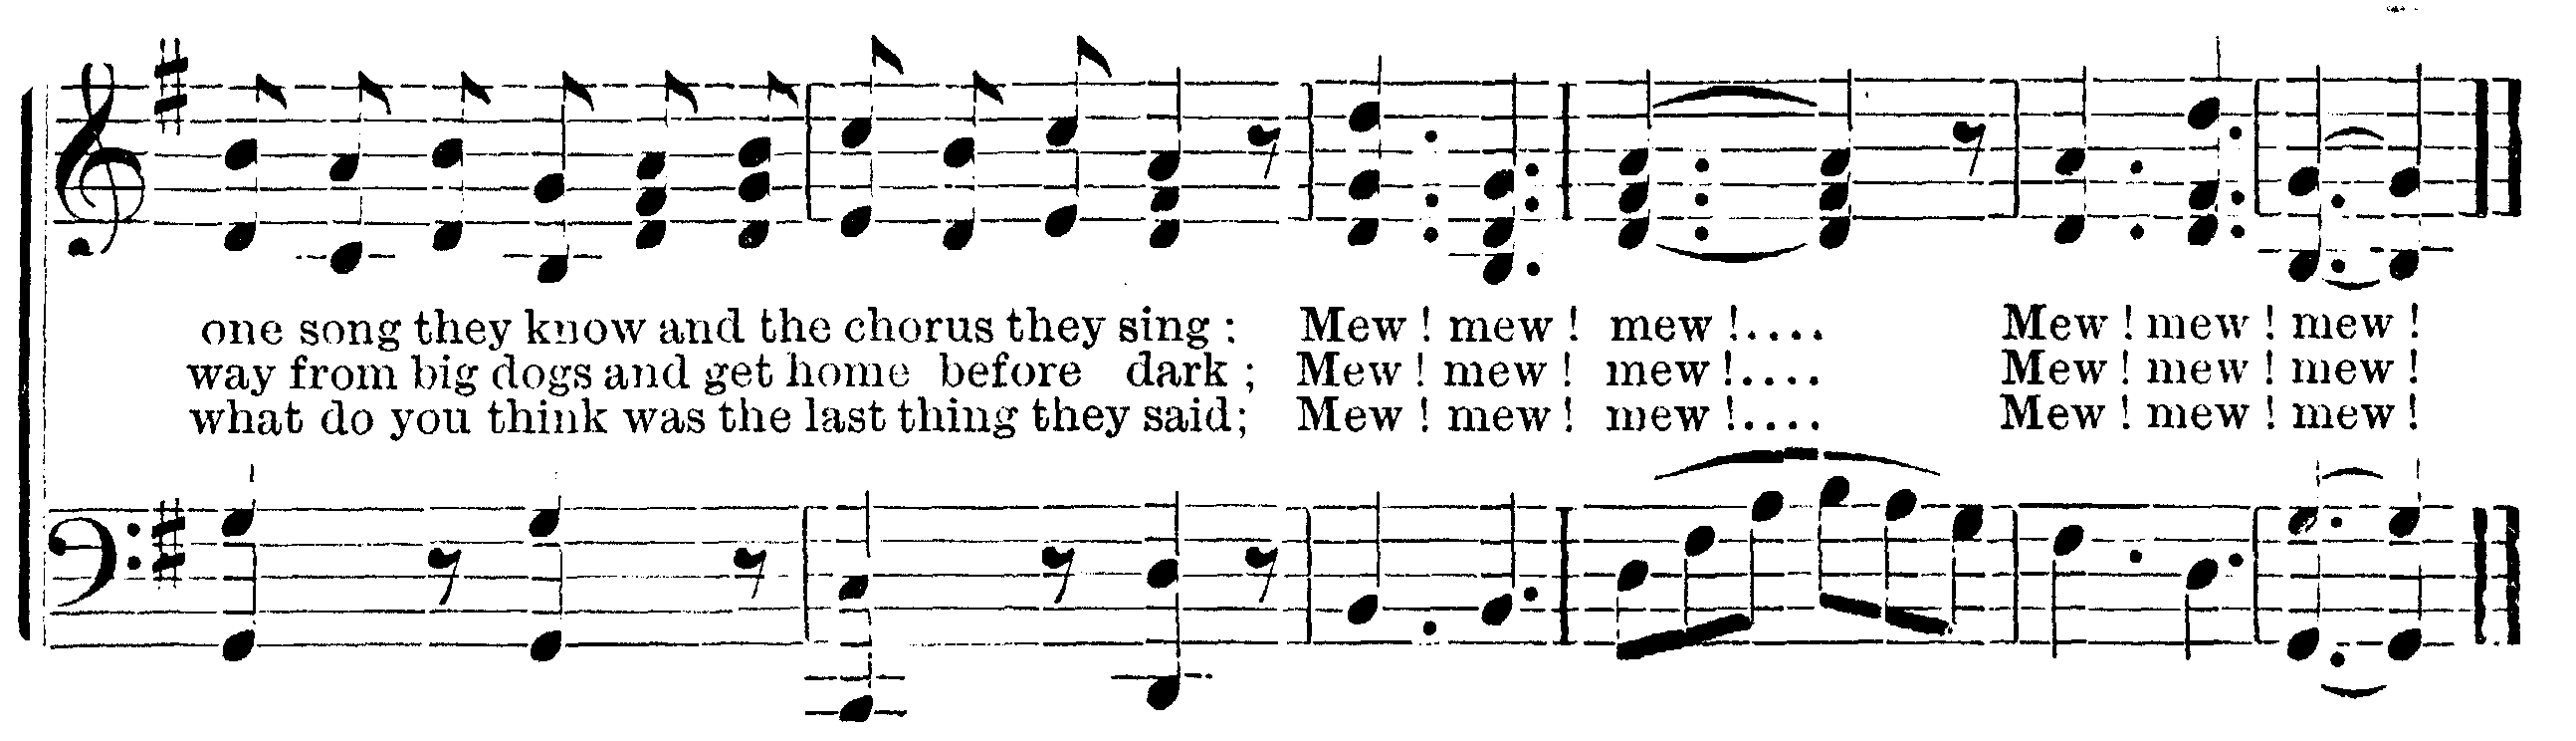 one song they know and the chorus they sing : Mew ! mew ! mew !.... Mew ! mew ! mew !
way from big dogs and get home before dark ; Mew ! mew ! mew !.... Mew ! mew ! mew !
what do you think was the last thing they said; Mew ! mew ! mew !.... Mew ! mew ! mew !